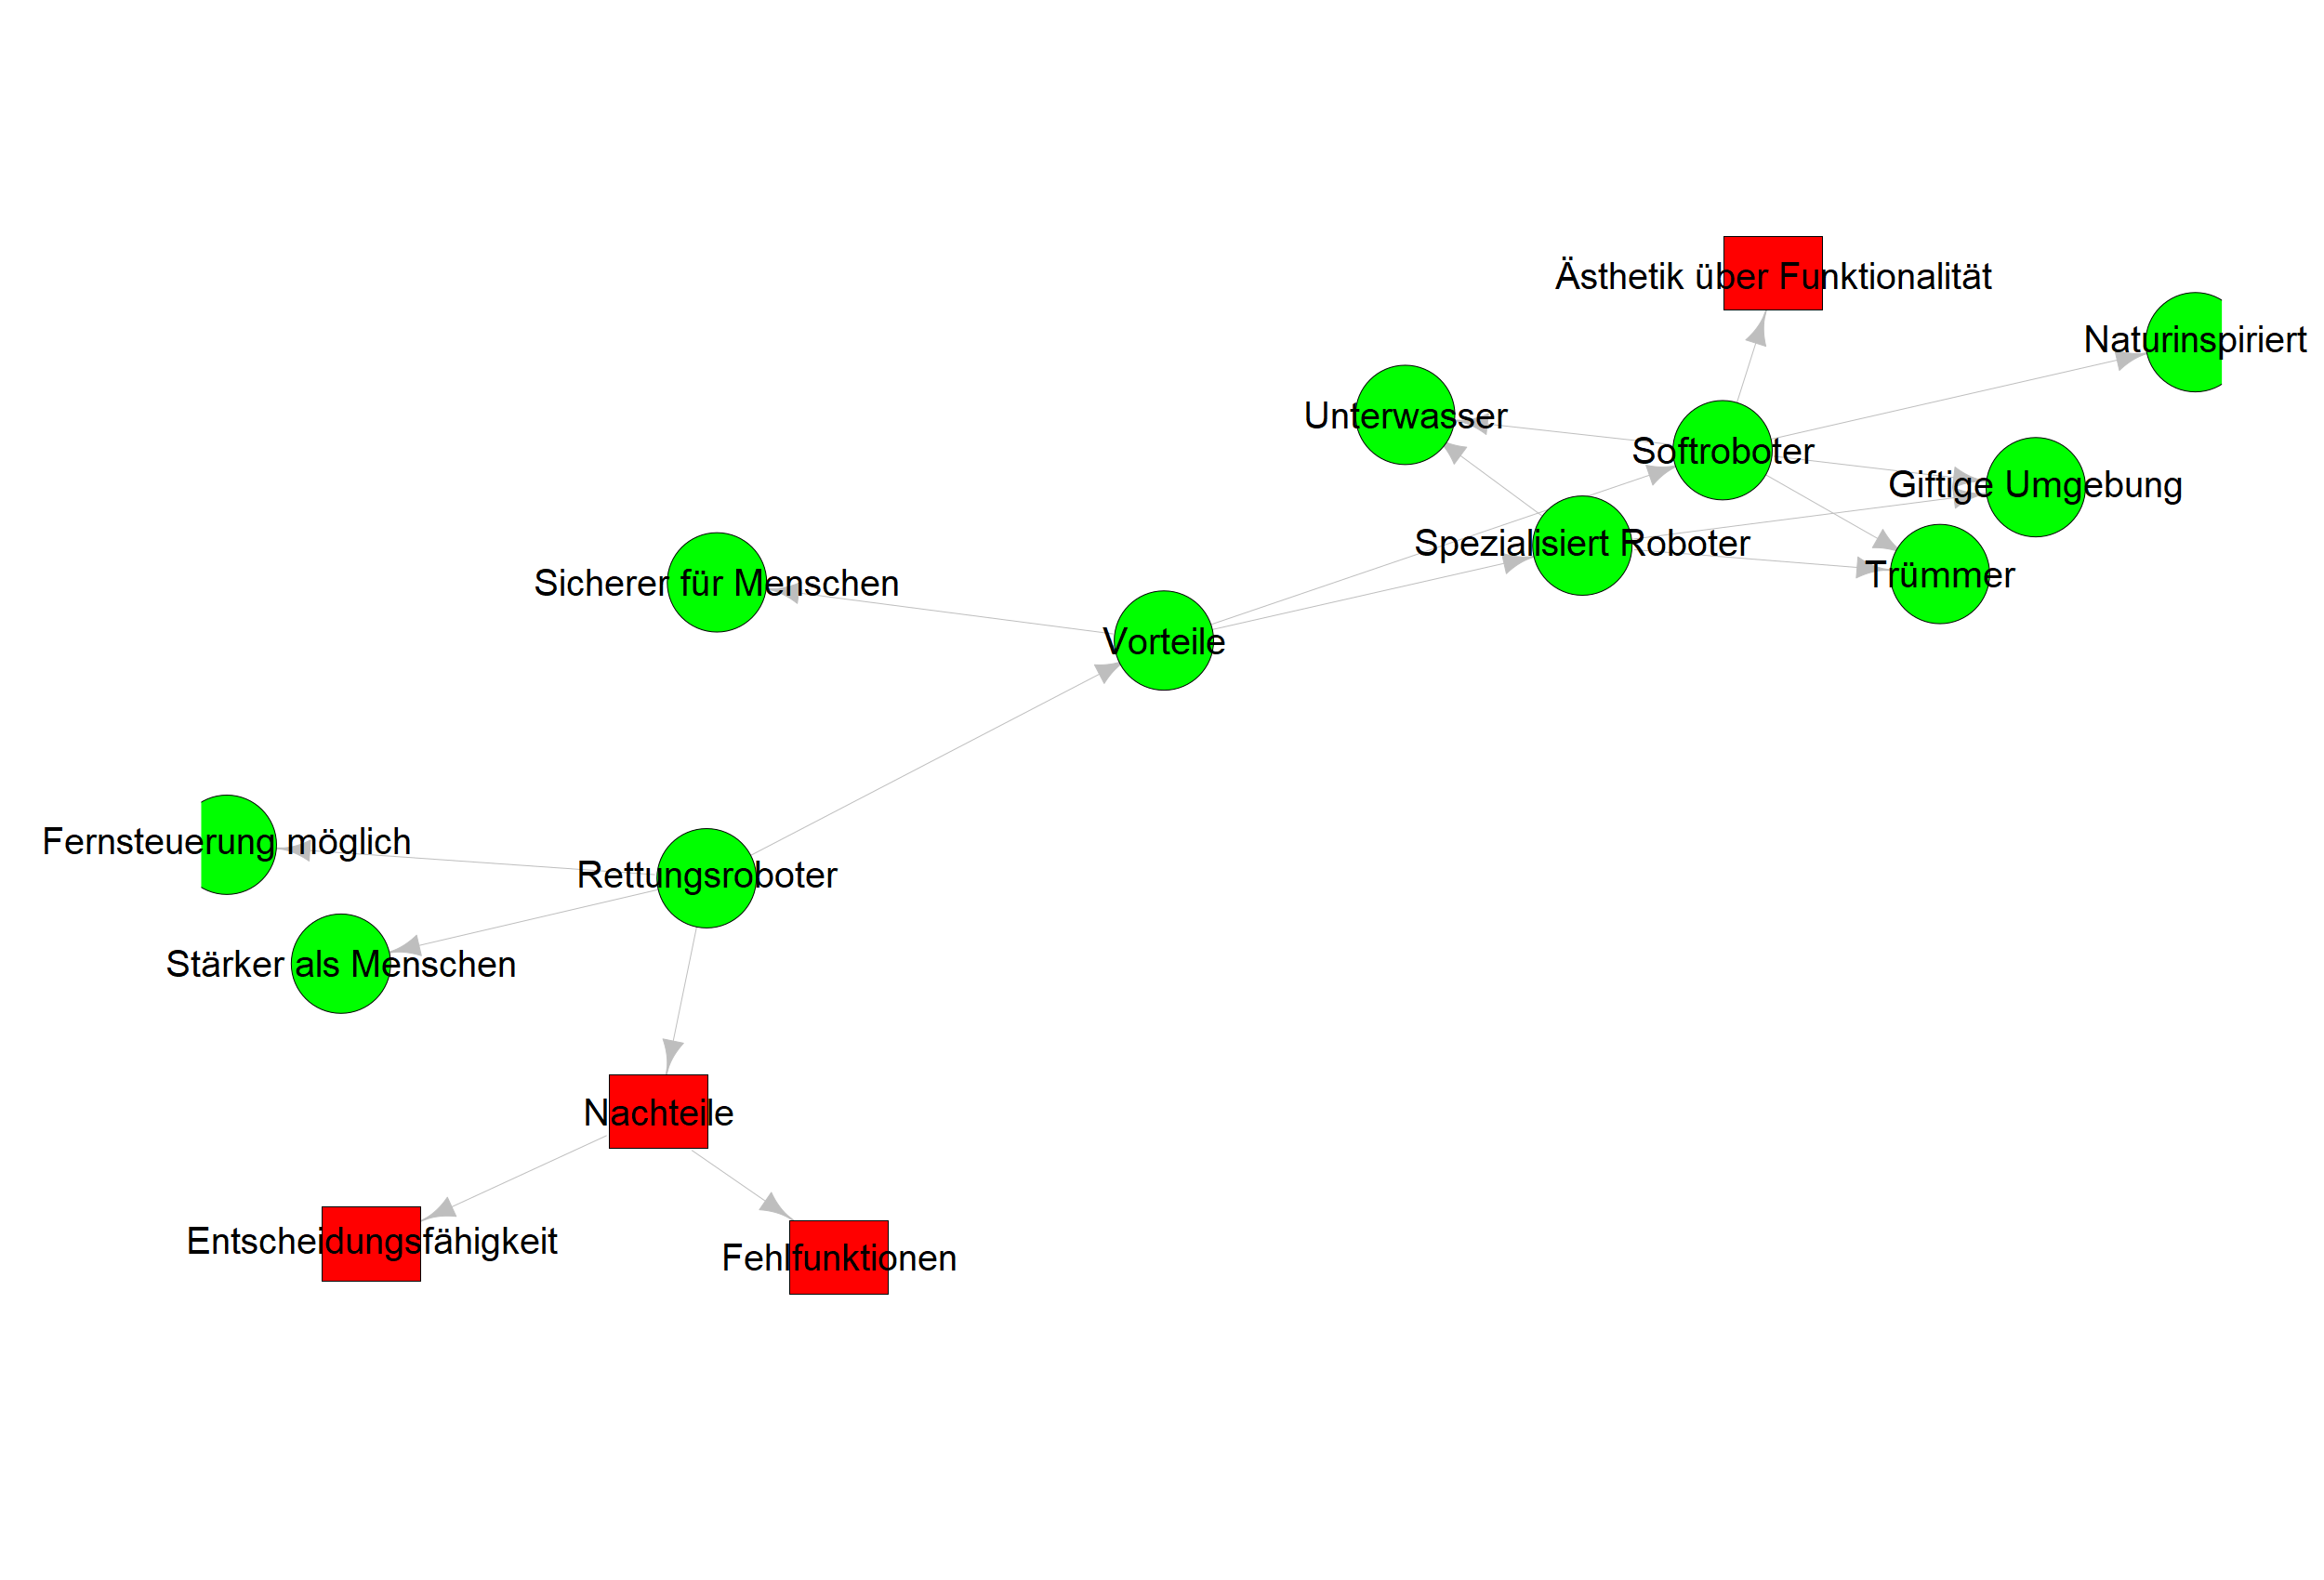 Ästhetik über Funktionalität
Naturinspiriert
Unterwasser
Softroboter
Giftige Umgebung
Spezialisiert Roboter
Trümmer
Sicherer für Menschen
Vorteile
Fernsteuerung möglich
Rettungsroboter
Stärker als Menschen
Nachteile
Entscheidungsfähigkeit
Fehlfunktionen